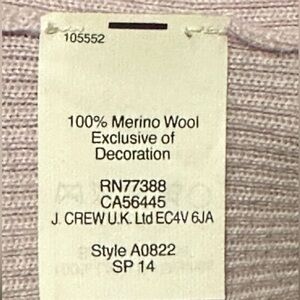 105552
100% Merino Wool
Exclusive of
Decoration
RN77388
CA56445
J. CREW U.K. Ltd EC4V 6JA
Style A0822
SP 14